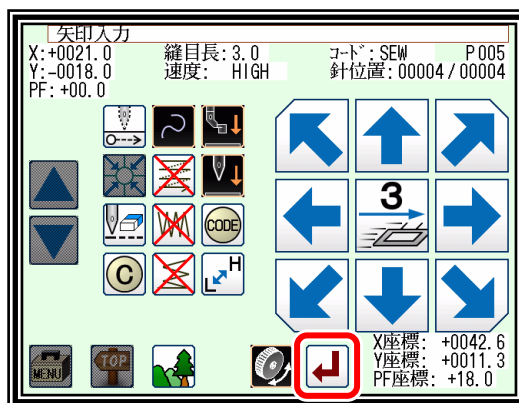 矢印入力
X:+0021.0 縫目長:3.0 コード:SEW P005
Y:-0018.0 速度: HIGH 針位置:00004/00004
PF:+00.0
CODE
C
L H
3
MENU
TOP
X座標: +0042.6
Y座標: +0011.3
PF座標: +18.0